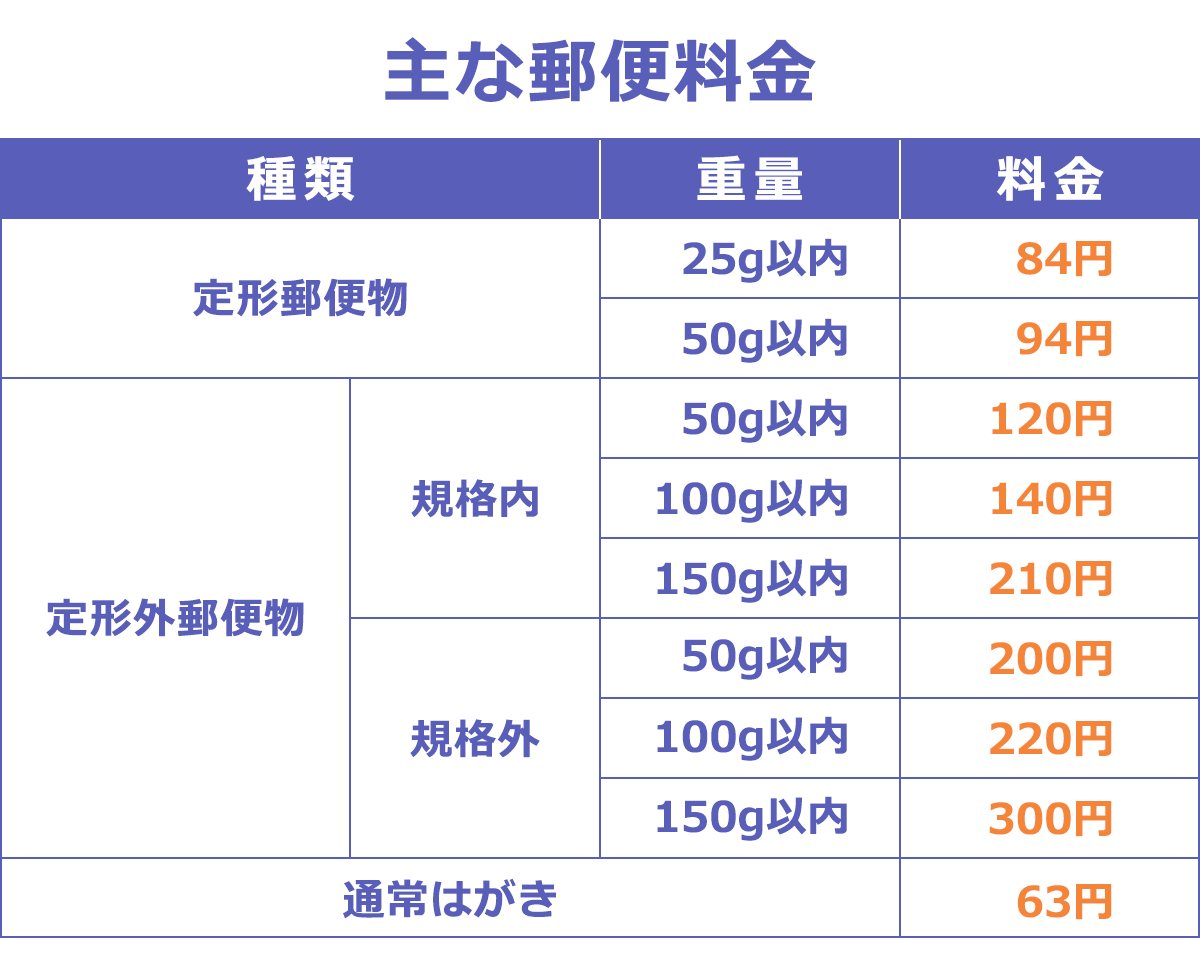 主な郵便料金
種類 重量 料金
定形郵便物 25g以内 84円
50g以内 94円
定形外郵便物 規格内 50g以内 120円
100g以内 140円
150g以内 210円
規格外 50g以内 200円
100g以内 220円
150g以内 300円
通常はがき 63円